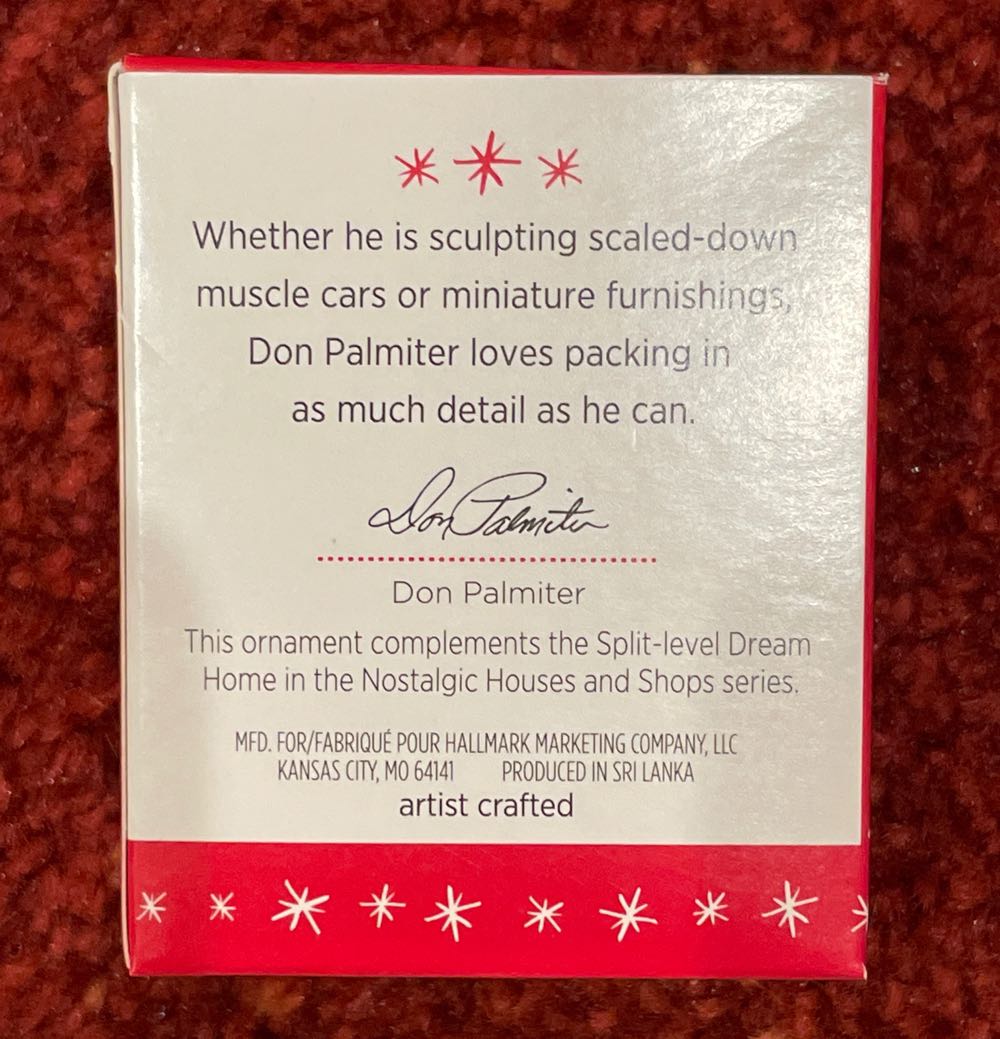 Whether he is sculpting scaled-down
muscle cars or miniature furnishings,
Don Palmiter loves packing in
as much detail as he can.
Don Palmiter
Don Palmiter
This ornament complements the Split-level Dream
Home in the Nostalgic Houses and Shops series.
MFD. FOR/FABRIQUÉ POUR HALLMARK MARKETING COMPANY, LLC
KANSAS CITY, MO 64141 PRODUCED IN SRI LANKA
artist crafted